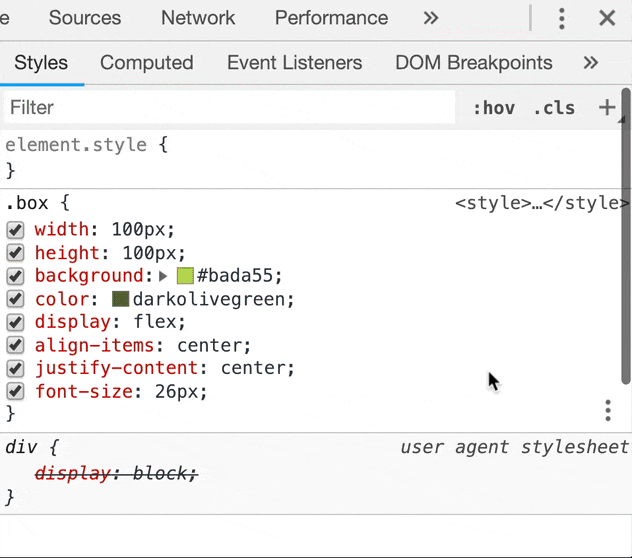 e Sources Network Performance »
Styles Computed Event Listeners DOM Breakpoints »
Filter :hov .cls +
element.style {
}
.box { <style>…</style>
width: 100px;
height: 100px;
background: #bada55;
color: darkolivegreen;
display: flex;
align-items: center;
justify-content: center;
font-size: 26px;
}
div { user agent stylesheet
display: block;
}